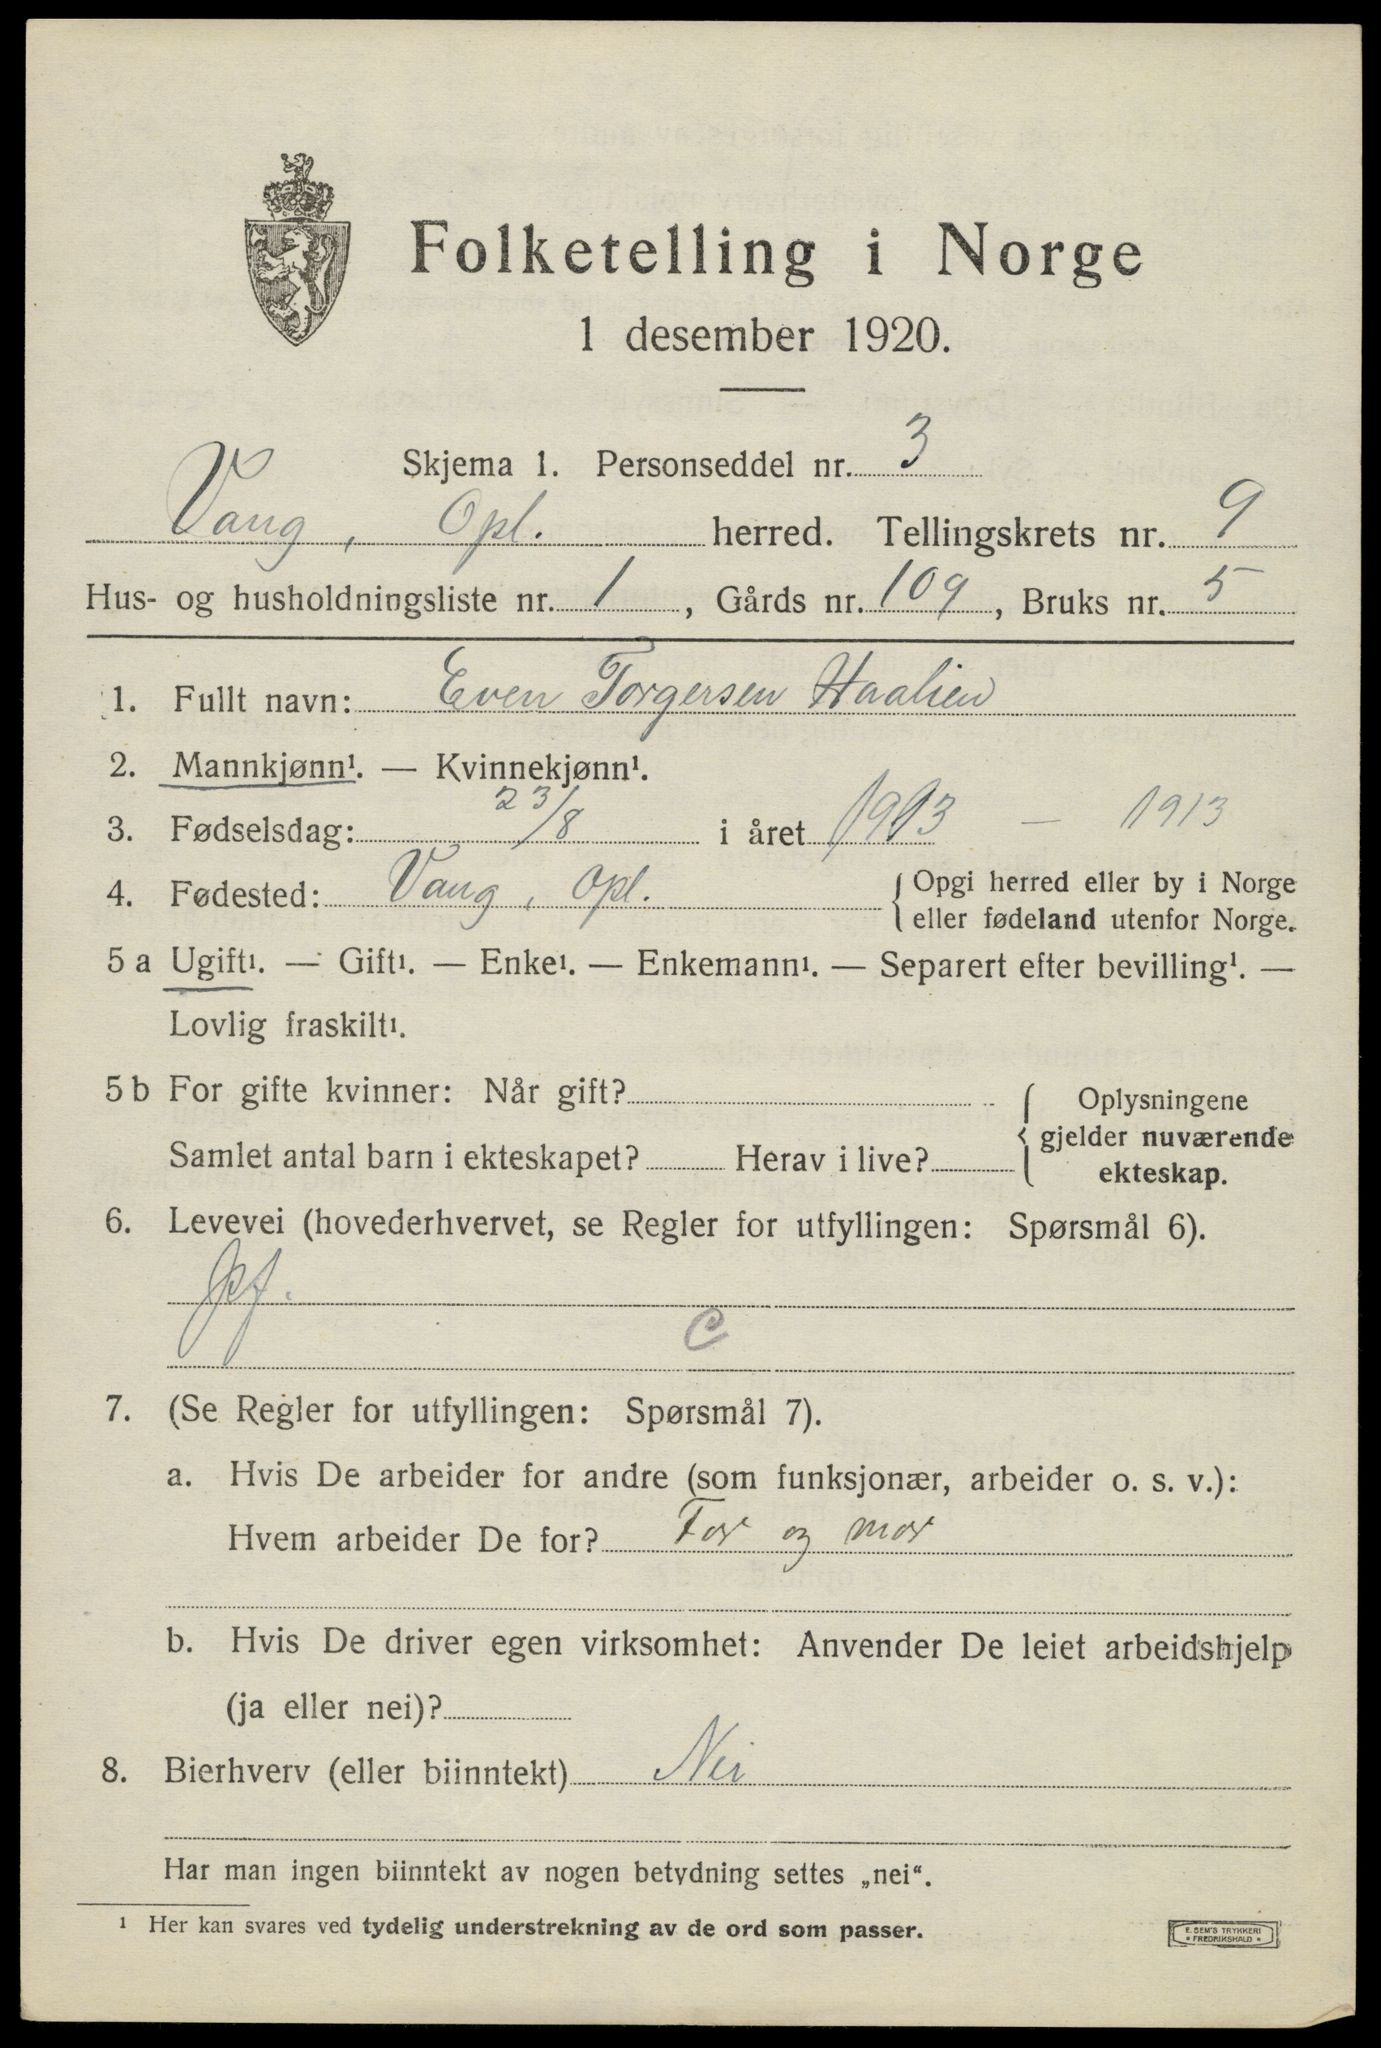 Folketelling i Norge
1 desember 1920.
Skjema 1. Personseddel nr. 3
Vang, Opl. herred. Tellingskrets nr. 9
Hus- og husholdningsliste nr. 1, Gårds nr. 109, Bruks nr. 5
1. Fullt navn: Even Torgersen Haalien
2. Mannkjønn¹. — Kvinnekjønn¹.
3. Fødselsdag: 23/8 i året 1913 — 1913
4. Fødested: Vang, Opl. { Opgi herred eller by i Norge
eller fødeland utenfor Norge.
5 a Ugift¹. — Gift¹. — Enke¹. — Enkemann¹. — Separert efter bevilling¹. —
Lovlig fraskilt¹.
5 b For gifte kvinner: Når gift? { Oplysningene
gjelder nuværende
Samlet antal barn i ekteskapet? Herav i live?
ekteskap.
6. Levevei (hovederhvervet, se Regler for utfyllingen: Spørsmål 6).
C
7. (Se Regler for utfyllingen: Spørsmål 7).
a. Hvis De arbeider for andre (som funksjonær, arbeider o. s. v.):
Hvem arbeider De for? Far og mor
b. Hvis De driver egen virksomhet: Anvender De leiet arbeidshjelp
(ja eller nei)?
8. Bierhverv (eller biinntekt) Nei
Har man ingen biinntekt av nogen betydning settes „nei“.
¹ Her kan svares ved tydelig understrekning av de ord som passer.
E. SEM'S TRYKKERI
FREDRIKSHALD